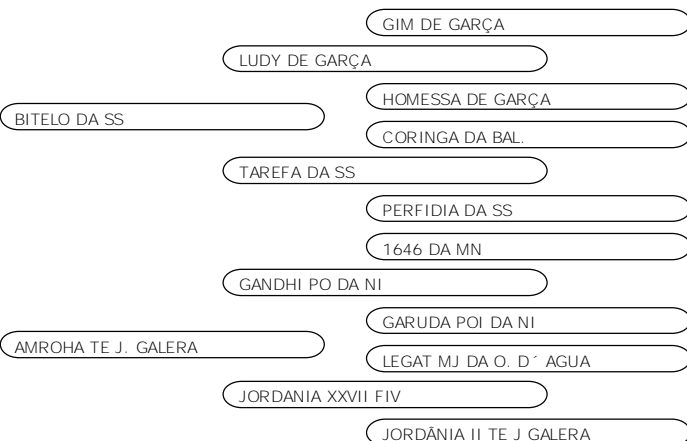 GIM DE GARÇA
LUDY DE GARÇA
HOMESSA DE GARÇA
BITELO DA SS
CORINGA DA BAL.
TAREFA DA SS
PERFIDIA DA SS
1646 DA MN
GANDHI PO DA NI
GARUDA POI DA NI
AMROHA TE J. GALERA
LEGAT MJ DA O. D´ AGUA
JORDANIA XXVII FIV
JORDÃNIA II TE J GALERA